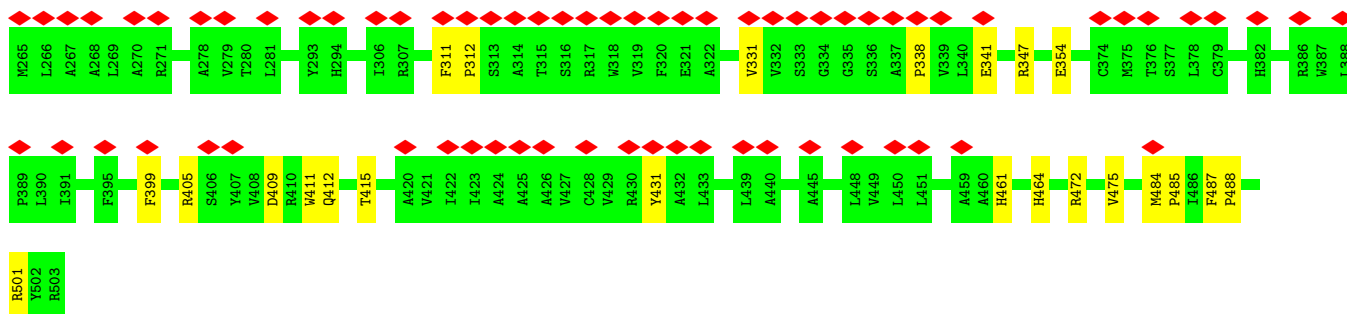 M265 L266 A267 A268 L269 A270 R271 A278 V279 T280 L281 Y293 H294 I306 R307 F311 P312 S313 A314 T315 S316 R317 W318 V319 F320 E321 A322 V331 V332 S333 G334 G335 S336 A337 P338 V339 L340 E341 R347 E354 C374 M375 T376 S377 L378 C379 H382 R386 W387 L388
P389 L390 I391 F395 F399 R405 S406 Y407 V408 D409 R410 W411 Q412 T415 A420 V421 I422 I423 A424 A425 A426 V427 C428 V429 R430 Y431 A432 L433 L439 A440 A445 L448 V449 L450 L451 A459 A460 H461 H464 R472 V475 M484 P485 I486 F487 P488
R501 Y502 R503